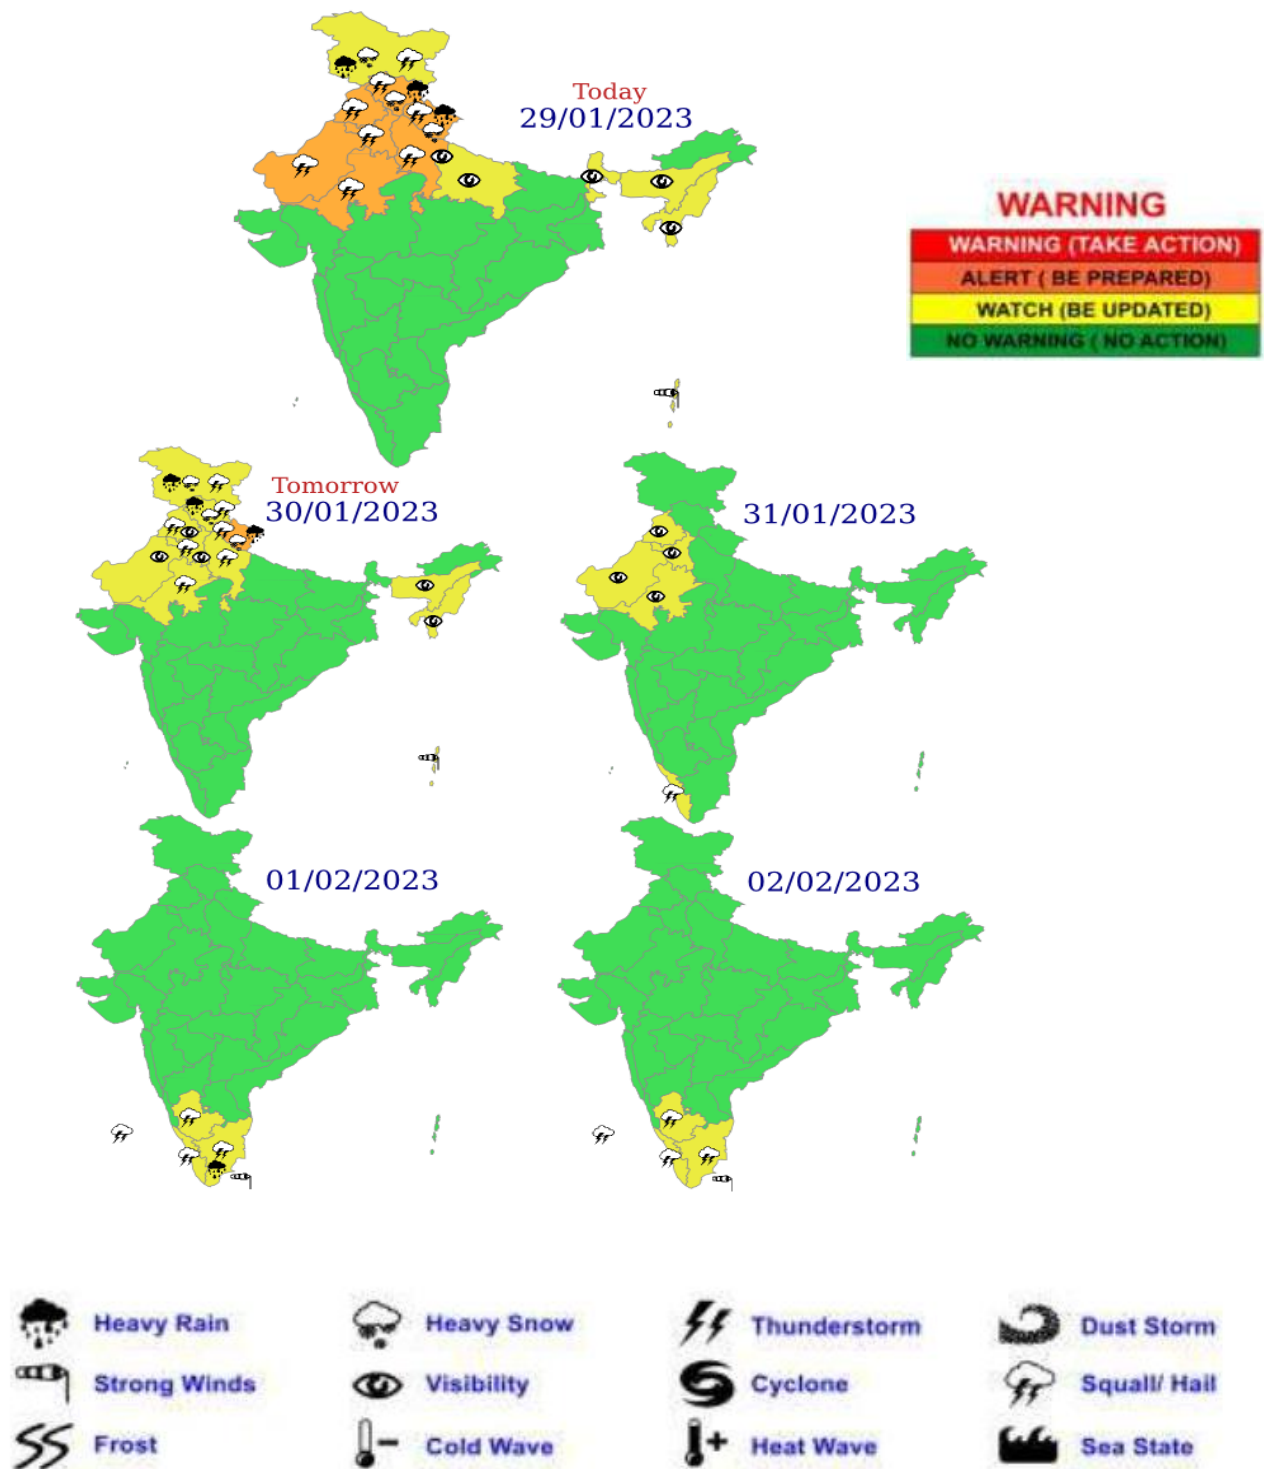 Today
29/01/2023
WARNING
WARNING (TAKE ACTION)
ALERT ( BE PREPARED)
WATCH (BE UPDATED)
NO WARNING ( NO ACTION)
Tomorrow
30/01/2023
31/01/2023
01/02/2023
02/02/2023
Heavy Rain
Heavy Snow
Thunderstorm
Dust Storm
Strong Winds
Visibility
Cyclone
Squall/ Hail
Frost
Cold Wave
Heat Wave
Sea State